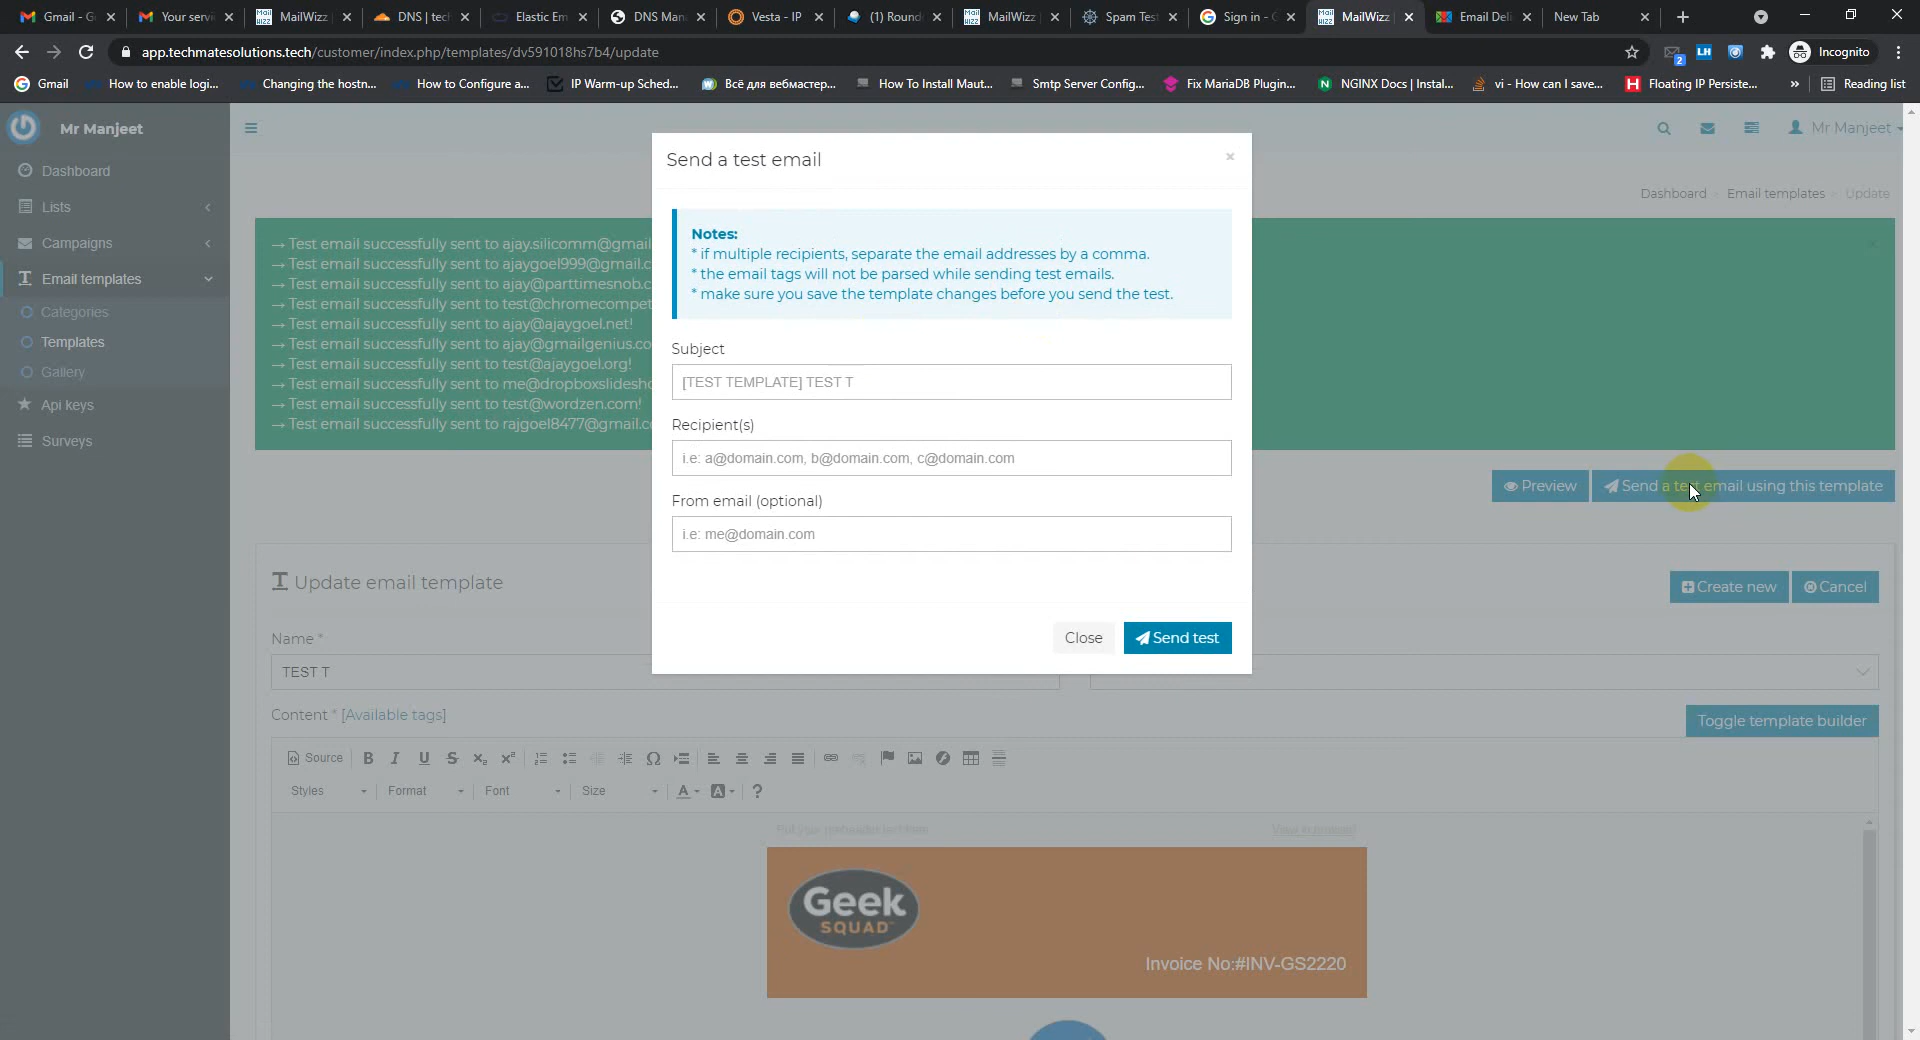 Gmail - G
Your servi
MailWizz
DNS | tec
Elastic Em
DNS Man
Vesta - IP
(1) Round
MailWizz
Spam Test
Sign in - G
MailWizz
Email Deli
New Tab
app.techmatesolutions.tech/customer/index.php/templates/dv591018hs7b4/update
2
LH
Incognito
Gmail
How to enable logi...
Changing the hostn...
How to Configure a...
IP Warm-up Sched...
Всё для вебмастер...
How To Install Maut...
Smtp Server Config...
Fix MariaDB Plugin...
NGINX Docs | Instal...
vi - How can I save...
Floating IP Persiste...
»
Reading list
Mr Manjeet
Mr Manjeet
Dashboard
Lists
Campaigns
Email templates
Categories
Templates
Gallery
Api keys
Surveys
Dashboard
Email templates
Update
→ Test email successfully sent to ajay.silicomm@gmail
→ Test email successfully sent to ajaygoel999@gmail.c
→ Test email successfully sent to ajay@parttimesnob.c
→ Test email successfully sent to test@chromecompet
→ Test email successfully sent to ajay@ajaygoel.net!
→ Test email successfully sent to ajay@gmailgenius.co
→ Test email successfully sent to test@ajaygoel.org!
→ Test email successfully sent to me@dropboxslidesho
→ Test email successfully sent to test@wordzen.com!
→ Test email successfully sent to rajgoel8477@gmail.c
Send a test email
×
Notes:
* if multiple recipients, separate the email addresses by a comma.
* the email tags will not be parsed while sending test emails.
* make sure you save the template changes before you send the test.
Subject
[TEST TEMPLATE] TEST T
Recipient(s)
i.e: a@domain.com, b@domain.com, c@domain.com
From email (optional)
i.e: me@domain.com
Close
Send test
Preview
Send a test email using this template
Update email template
Create new
Cancel
Name *
TEST T
Content * [Available tags]
Toggle template builder
Source
Styles
Format
Font
Size
Put your preheader text here
View in browser
Geek
SQUAD
Invoice No:#INV-GS2220